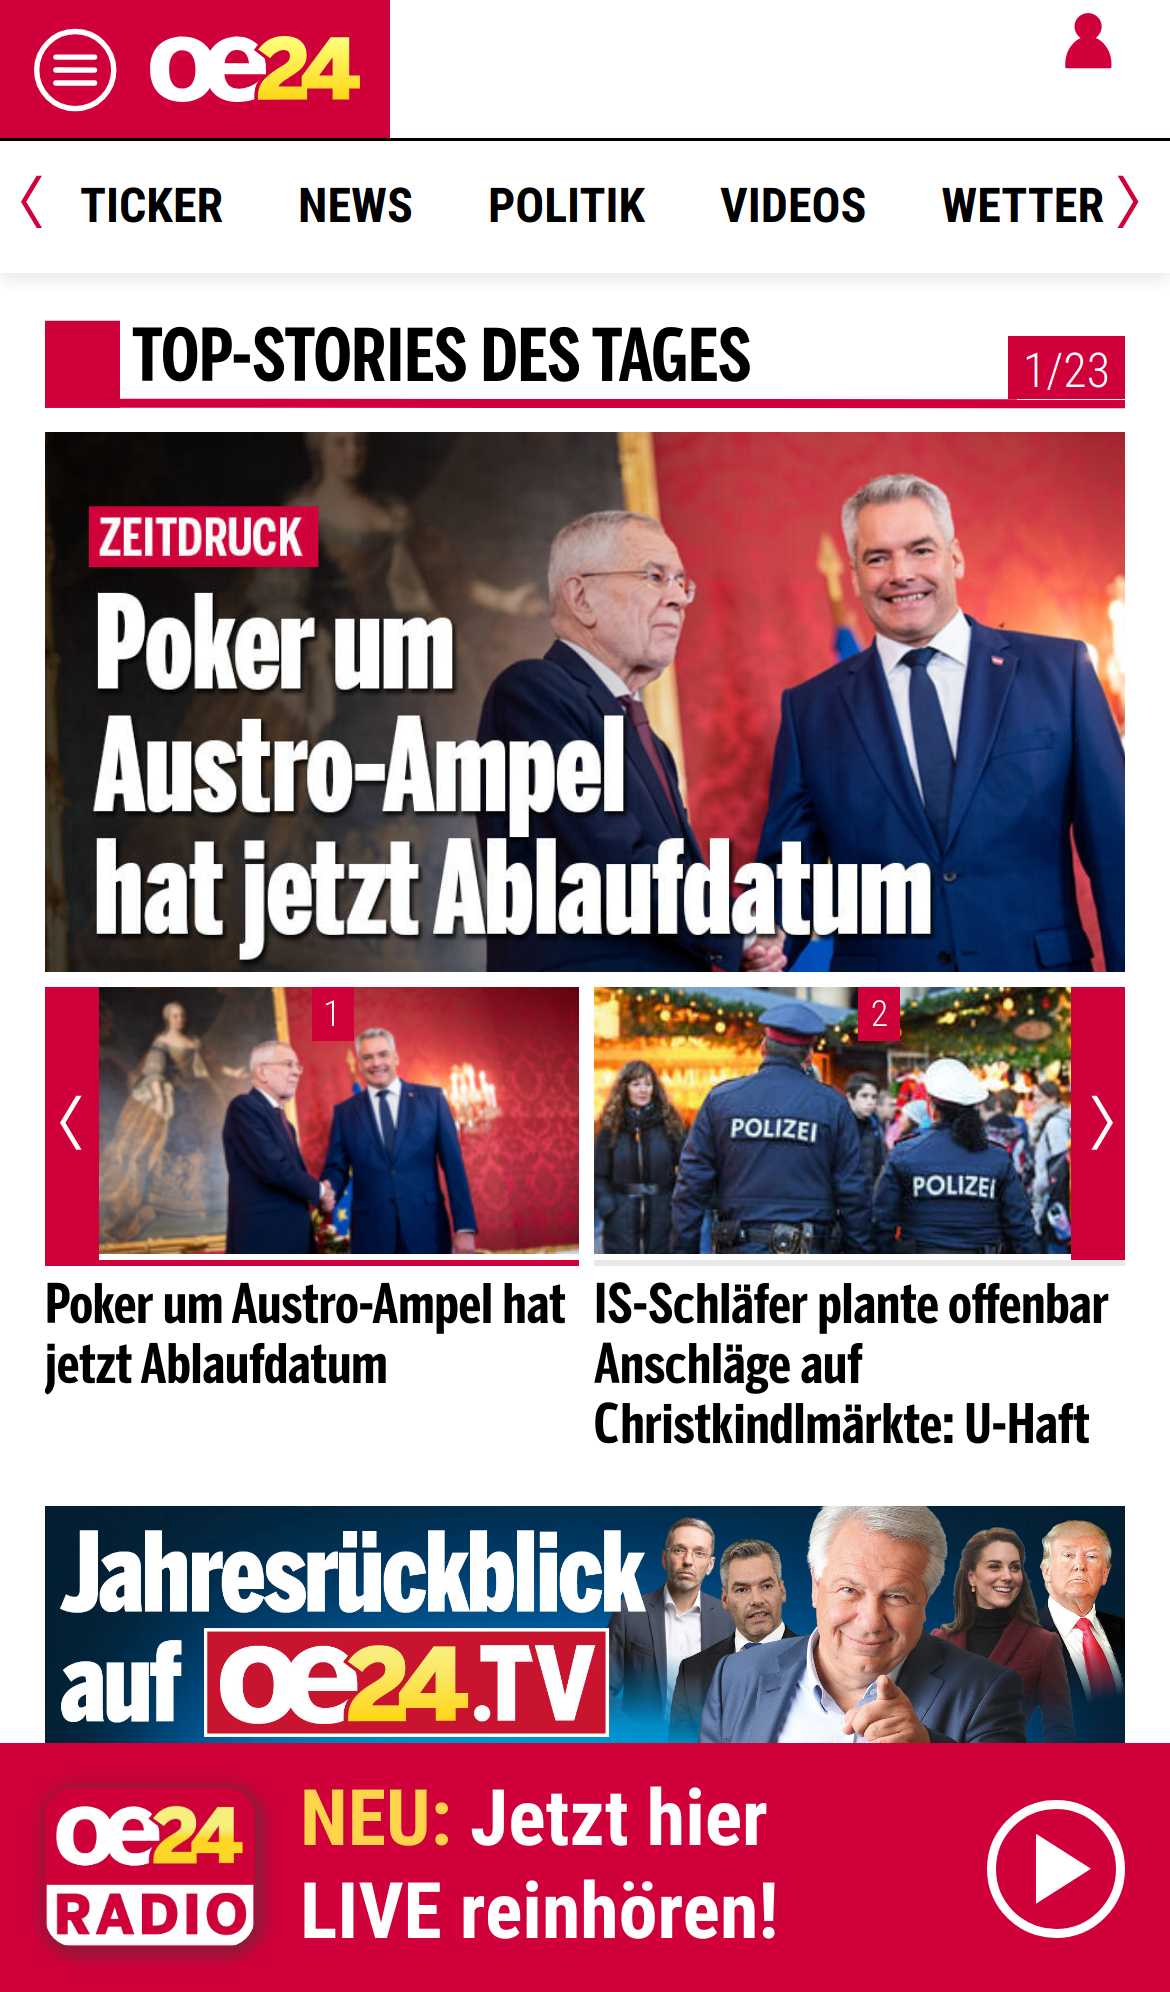 oe24
TICKER NEWS POLITIK VIDEOS WETTER
TOP-STORIES DES TAGES
1/23
ZEITDRUCK
Poker um
Austro-Ampel
hat jetzt Ablaufdatum
1
2
POLIZEI
POLIZEI
Poker um Austro-Ampel hat
jetzt Ablaufdatum
IS-Schläfer plante offenbar
Anschläge auf
Christkindlmärkte: U-Haft
Jahresrückblick
auf oe24.TV
oe24
RADIO
NEU: Jetzt hier
LIVE reinhören!